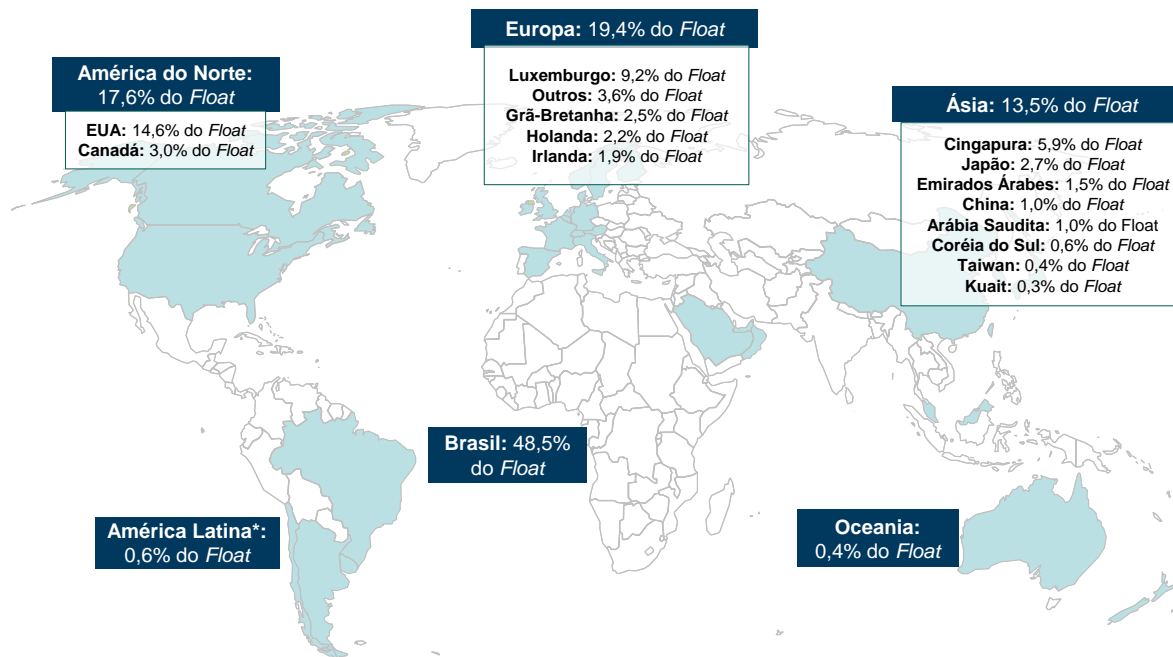 Europa: 19,4% do Float
Luxemburgo: 9,2% do Float
Outros: 3,6% do Float
Grã-Bretanha: 2,5% do Float
Holanda: 2,2% do Float
Irlanda: 1,9% do Float
América do Norte:
17,6% do Float
EUA: 14,6% do Float
Canadá: 3,0% do Float
Ásia: 13,5% do Float
Cingapura: 5,9% do Float
Japão: 2,7% do Float
Emirados Árabes: 1,5% do Float
China: 1,0% do Float
Arábia Saudita: 1,0% do Float
Coréia do Sul: 0,6% do Float
Taiwan: 0,4% do Float
Kuait: 0,3% do Float
Brasil: 48,5%
do Float
América Latina*:
0,6% do Float
Oceania:
0,4% do Float